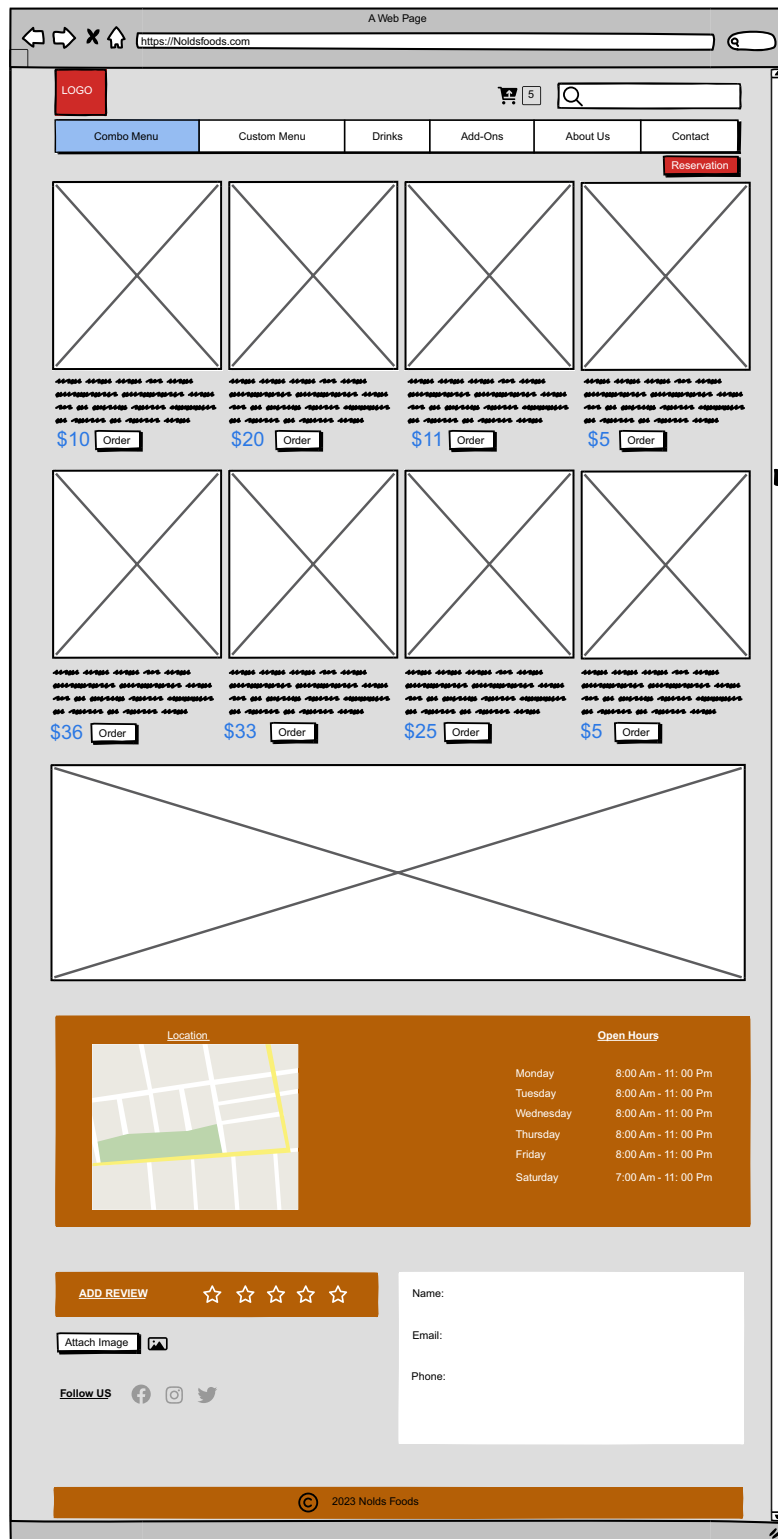 A Web Page
https://Noldsfoods.com
LOGO
5
Combo Menu Custom Menu Drinks Add-Ons About Us Contact
Reservation
$10 Order $20 Order $11 Order $5 Order
$36 Order $33 Order $25 Order $5 Order
Location
Open Hours
Monday 8:00 Am - 11: 00 Pm
Tuesday 8:00 Am - 11: 00 Pm
Wednesday 8:00 Am - 11: 00 Pm
Thursday 8:00 Am - 11: 00 Pm
Friday 8:00 Am - 11: 00 Pm
Saturday 7:00 Am - 11: 00 Pm
ADD REVIEW
Attach Image
Follow US
Name:
Email:
Phone:
© 2023 Nolds Foods